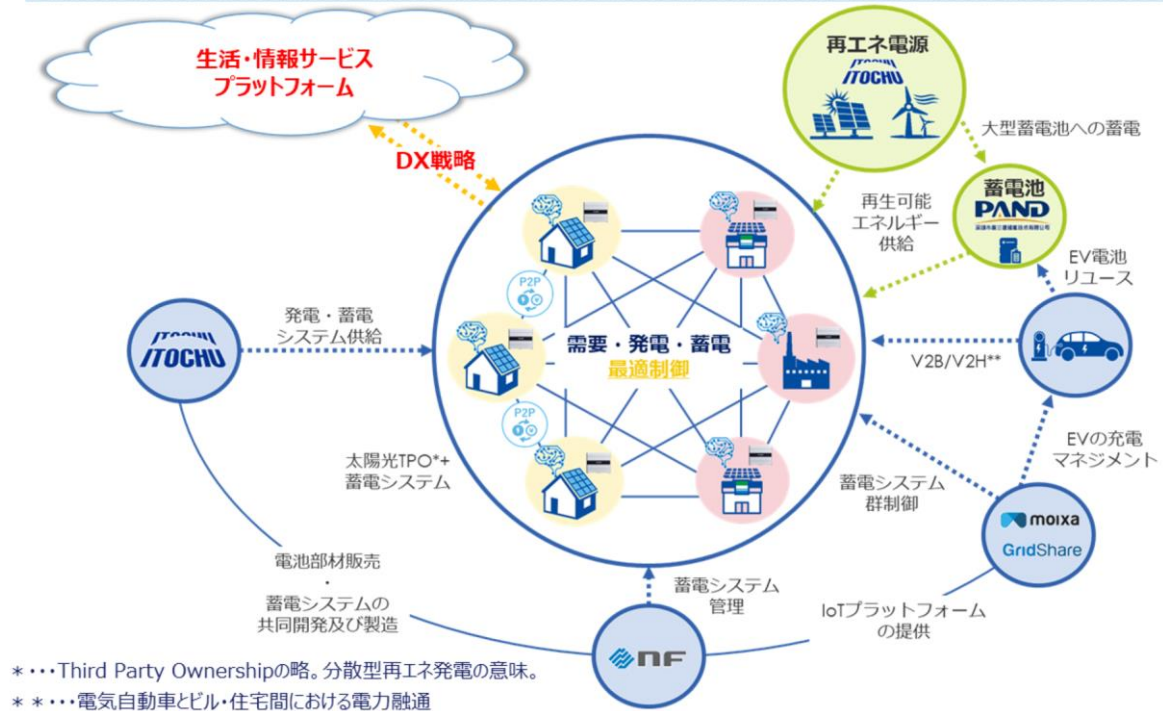 生活・情報サービス
プラットフォーム
DX戦略
再エネ電源
ITOCHU
大型蓄電池への蓄電
蓄電池
PAND
再生可能
エネルギー
供給
EV電池
リユース
ITOCHU
発電・蓄電
システム供給
P2P
需要・発電・蓄電
最適制御
P2P
V2B/V2H**
太陽光TPO*+
蓄電システム
蓄電システム
群制御
EVの充電
マネジメント
moixa
GridShare
電池部材販売
・
蓄電システムの
共同開発及び製造
蓄電システム
管理
IoTプラットフォーム
の提供
NF
*・・・Third Party Ownershipの略。分散型再エネ発電の意味。
**・・・電気自動車とビル・住宅間における電力融通